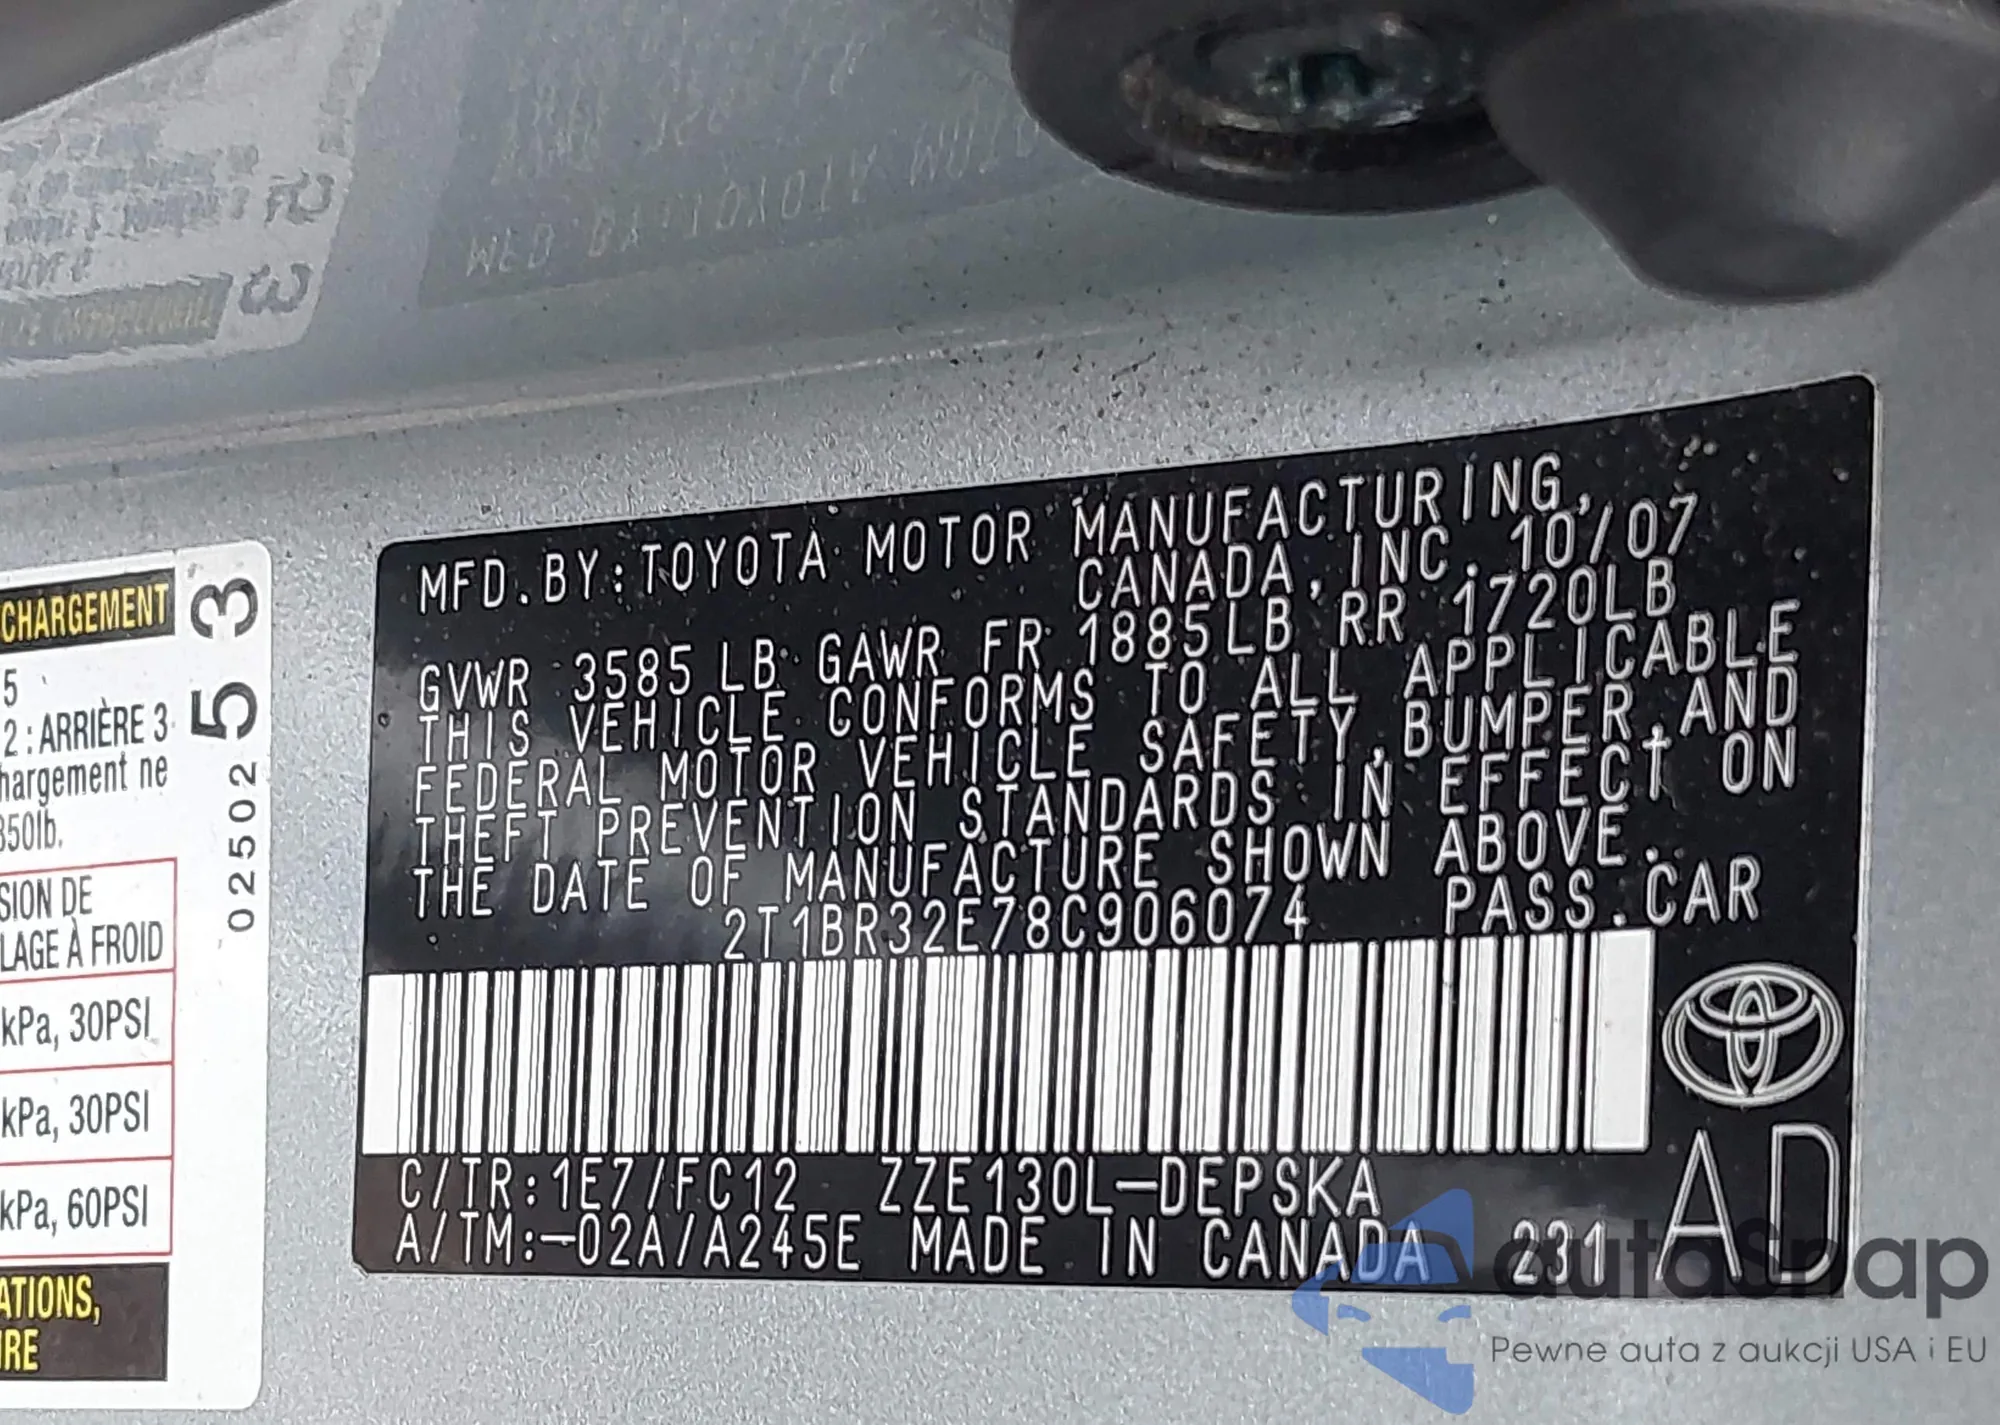 CHARGEMENT
5
2 : ARRIÈRE 3
hargement ne
350lb.
SION DE
LAGE À FROID
kPa, 30PSI
kPa, 30PSI
kPa, 60PSI
ATIONS,
IRE
02502 53
MFD. BY: TOYOTA MOTOR MANUFACTURING,
CANADA, INC. 10/07
GVWR 3585 LB GAWR FR 1885LB RR 1720LB
THIS VEHICLE CONFORMS TO ALL APPLICABLE
FEDERAL MOTOR VEHICLE SAFETY, BUMPER, AND
THEFT PREVENTION STANDARDS IN EFFECT ON
THE DATE OF MANUFACTURE SHOWN ABOVE.
2T1BR32E78C906074 PASS. CAR
C/TR: 1E7/FC12 ZZE130L-DEPSKA
A/TM:-02A/A245E MADE IN CANADA 231
AD
autoSnap
Pewne auta z aukcji USA i EU